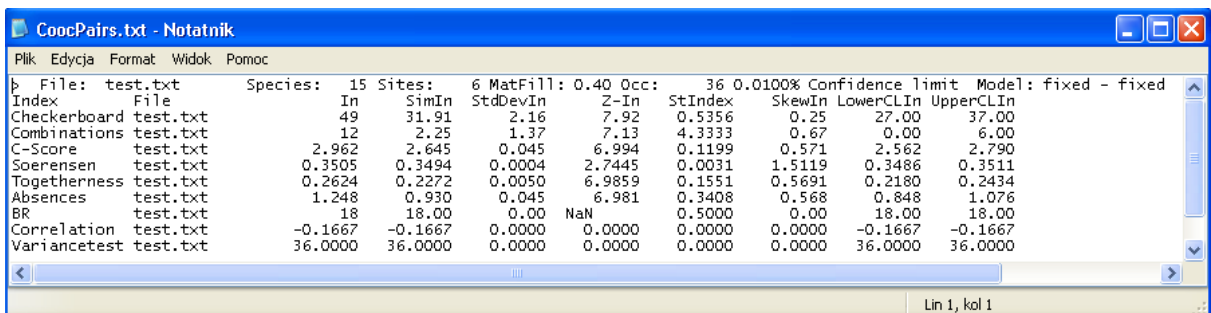 CoocPairs.txt - Notatnik
Plik Edycja Format Widok Pomoc
File: test.txt Species: 15 Sites: 6 MatFill: 0.40 Occ: 36 0.0100% Confidence limit Model: fixed - fixed
Index File In SimIn StdDevIn Z-In StIndex SkewIn LowerCLIn UpperCLIn
Checkerboard test.txt 49 31.91 2.16 7.92 0.5356 0.25 27.00 37.00
Combinations test.txt 12 2.25 1.37 7.13 4.3333 0.67 0.00 6.00
C-Score test.txt 2.962 2.645 0.045 6.994 0.1199 0.571 2.562 2.790
Soerensen test.txt 0.3505 0.3494 0.0004 2.7445 0.0031 1.5119 0.3486 0.3511
Togetherness test.txt 0.2624 0.2272 0.0050 6.9859 0.1551 0.5691 0.2180 0.2434
Absences test.txt 1.248 0.930 0.045 6.981 0.3408 0.568 0.848 1.076
BR test.txt 18 18.00 0.00 NaN 0.5000 0.00 18.00 18.00
Correlation test.txt -0.1667 -0.1667 0.0000 0.0000 0.0000 0.0000 -0.1667 -0.1667
Variancetest test.txt 36.0000 36.0000 0.0000 0.0000 0.0000 0.0000 36.0000 36.0000
Lin 1, kol 1